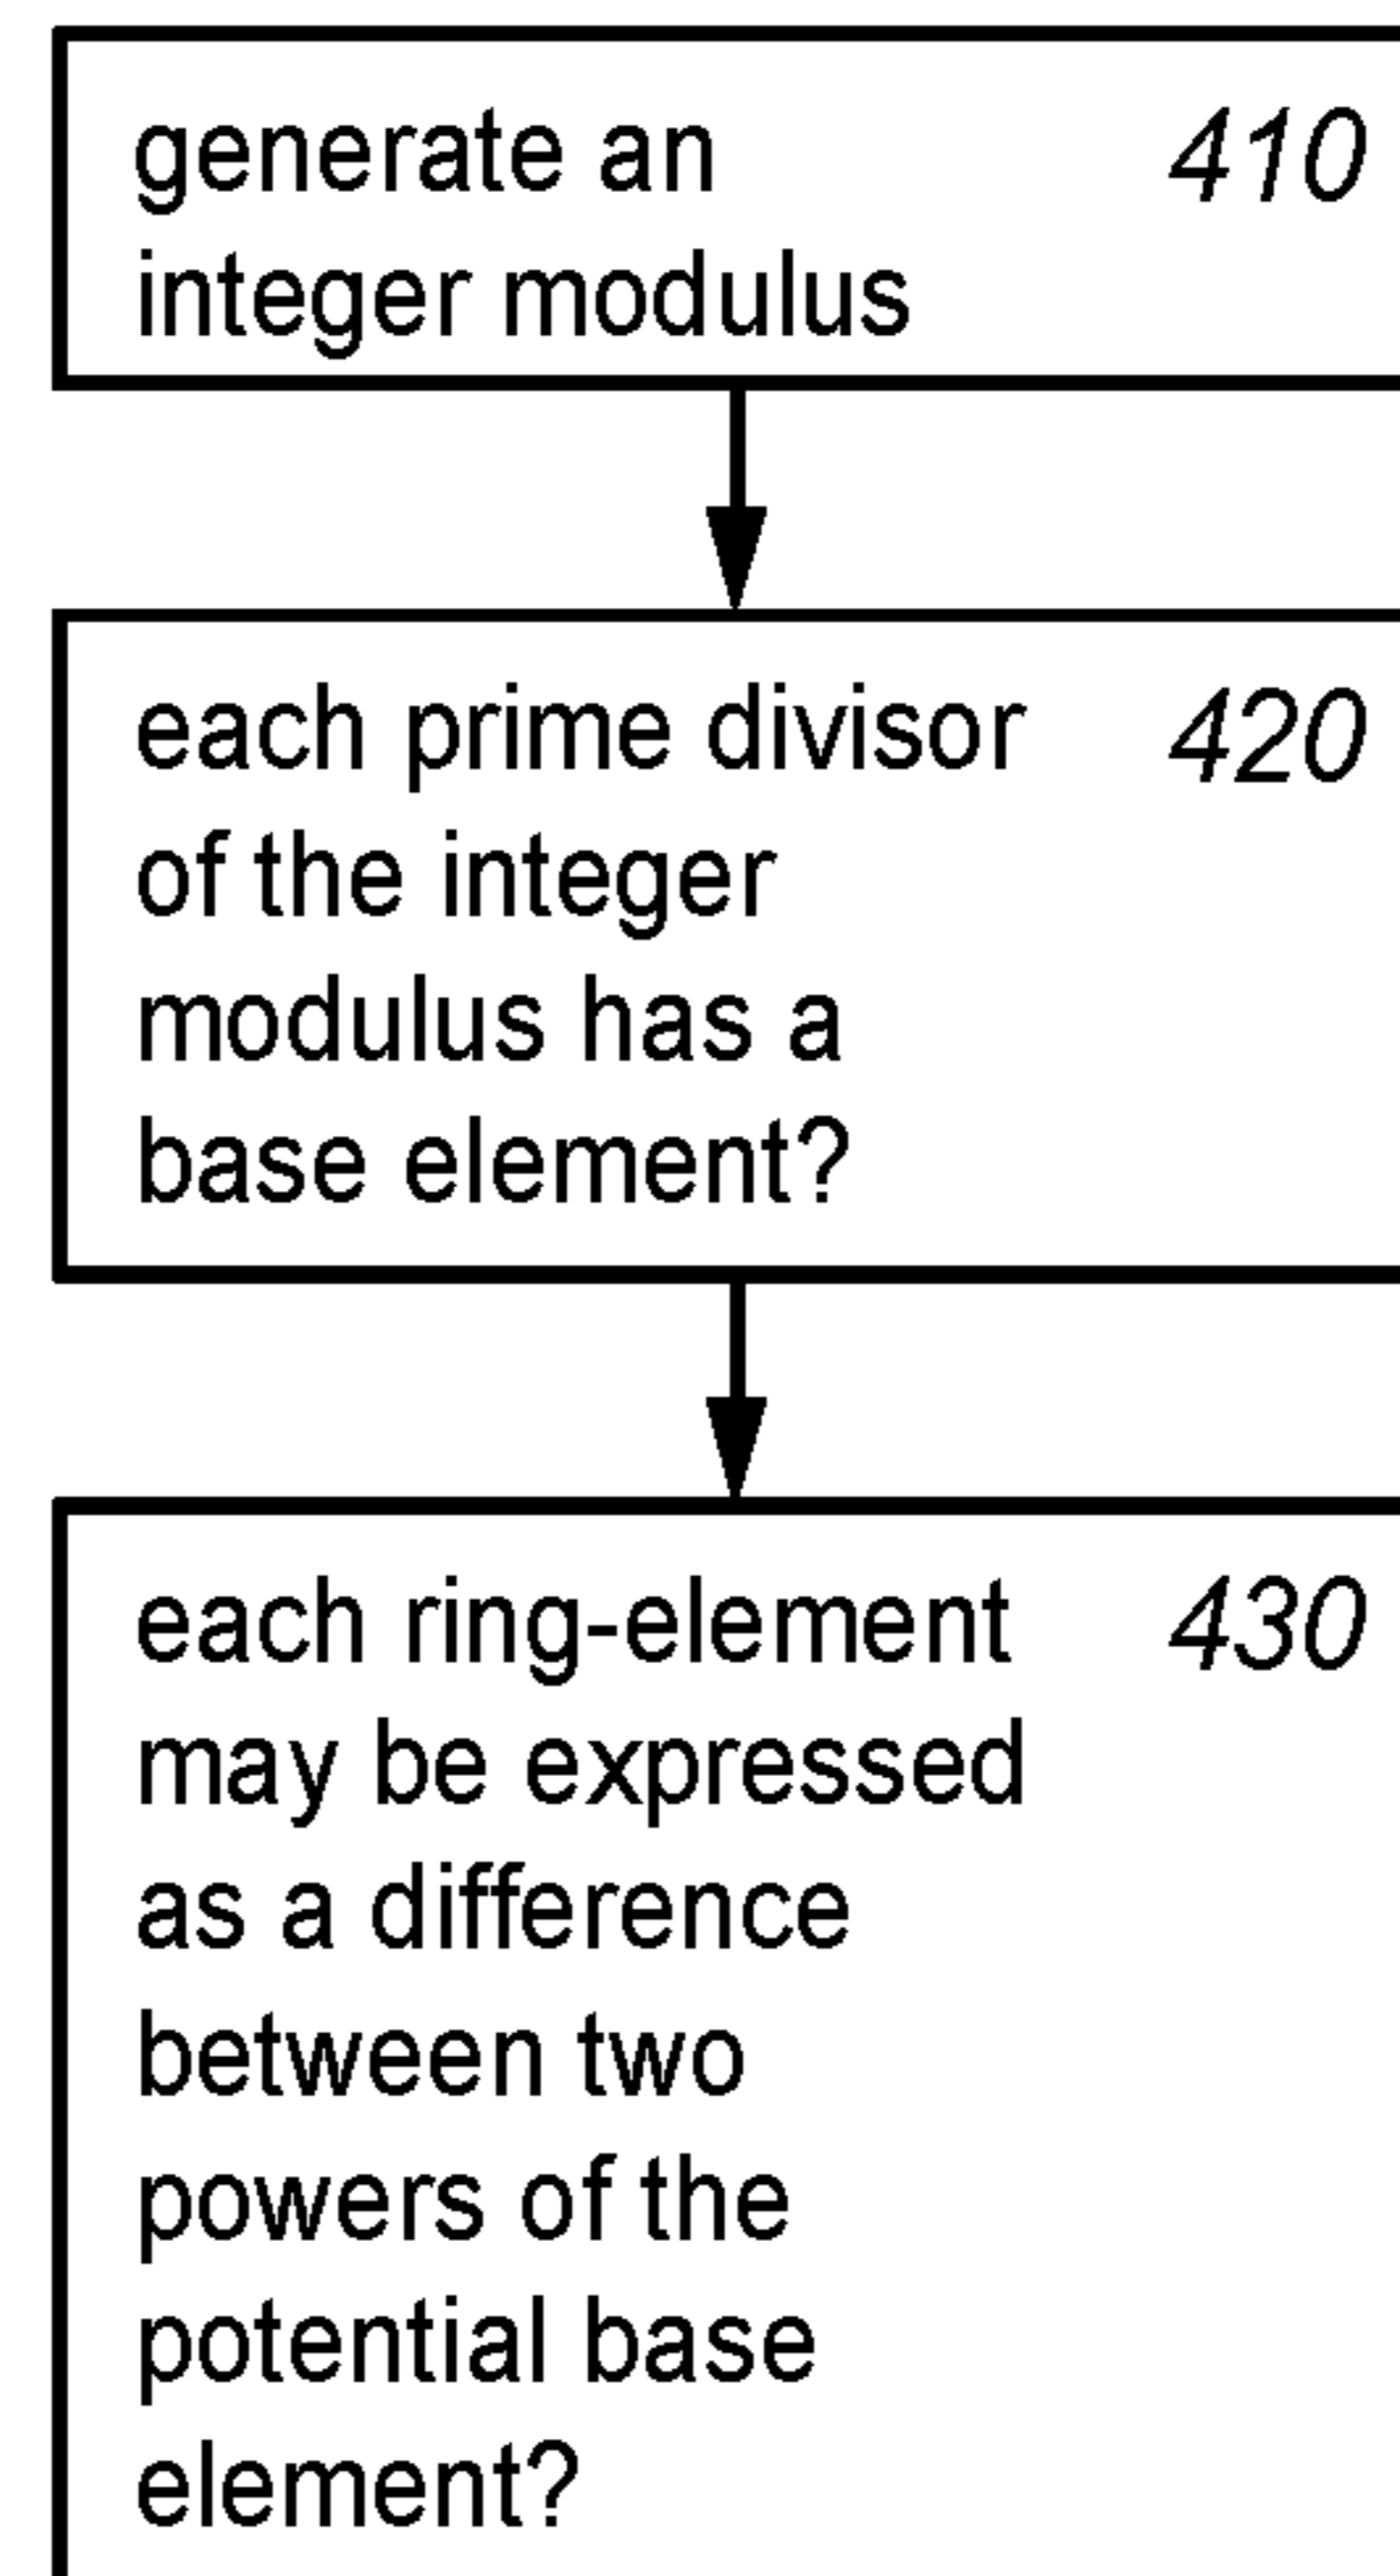 generate an 410
integer modulus
each prime divisor 420
of the integer
modulus has a
base element?
each ring-element 430
may be expressed
as a difference
between two
powers of the
potential base
element?